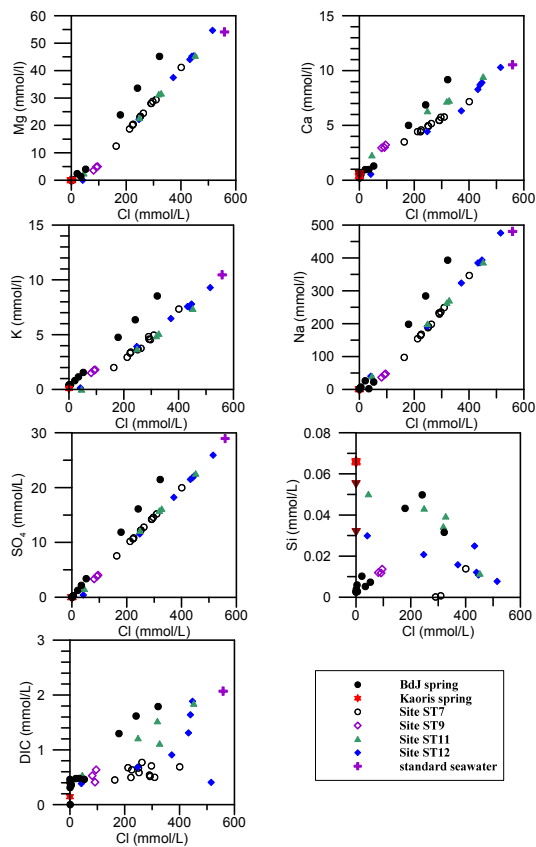 60
50
40
30
20
10
0
Mg (mmol/l)
0 200 400 600
Cl (mmol/L)
15
10
5
0
Ca (mmol/l)
0 200 400 600
Cl (mmol/L)
15
10
5
0
K (mmol/l)
0 200 400 600
Cl (mmol/L)
500
400
300
200
100
0
Na (mmol/l)
0 200 400 600
Cl (mmol/L)
30
20
10
0
SO4 (mmol/L)
0 200 400 600
Cl (mmol/L)
0.08
0.06
0.04
0.02
0
Si (mmol/L)
0 200 400 600
Cl (mmol/L)
3
2
1
0
DIC (mmol/L)
0 200 400 600
Cl (mmol/L)
BdJ spring
Kaoris spring
Site ST7
Site ST9
Site ST11
Site ST12
standard seawater